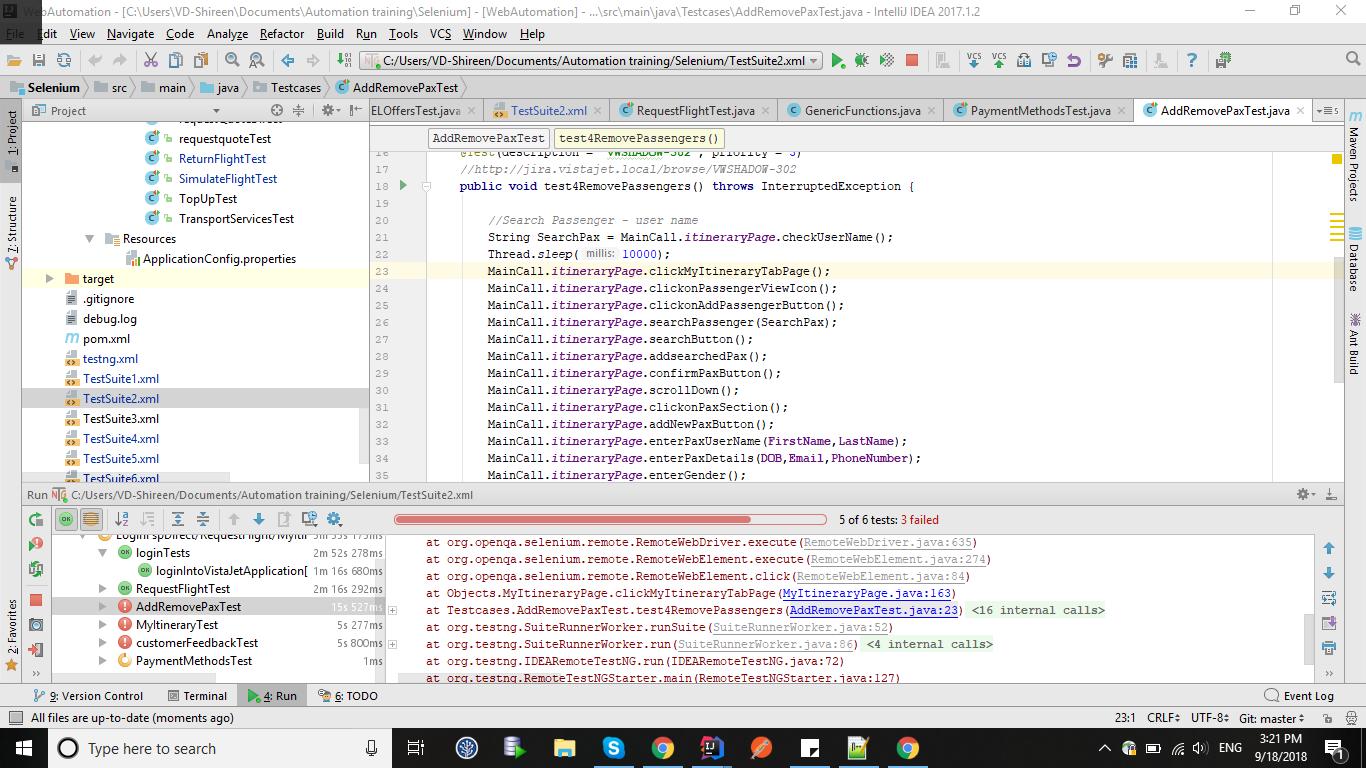 WebAutomation - [C:\Users\VD-Shireen\Documents\Automation training\Selenium] - [WebAutomation] - ...\src\main\java\Testcases\AddRemovePaxTest.java - IntelliJ IDEA 2017.1.2
File Edit View Navigate Code Analyze Refactor Build Run Tools VCS Window Help
C:/Users/VD-Shireen/Documents/Automation training/Selenium/TestSuite2.xml VCS VCS
Selenium src main java Testcases AddRemovePaxTest
Project ELOffersTest.java TestSuite2.xml RequestFlightTest.java GenericFunctions.java PaymentMethodsTest.java AddRemovePaxTest.java
AddRemovePaxTest test4RemovePassengers()
1: Project
7: Structure
2: Favorites
requestquoteTest
ReturnFlightTest
SimulateFlightTest
TopUpTest
TransportServicesTest
Resources
ApplicationConfig.properties
target
.gitignore
debug.log
pom.xml
testng.xml
TestSuite1.xml
TestSuite2.xml
TestSuite3.xml
TestSuite4.xml
TestSuite5.xml
TestSuite6.xml
16 @Test(description = "VWSHADOW-302", priority = 3)
17 //http://jira.vistajet.local/browse/VWSHADOW-302
18 public void test4RemovePassengers() throws InterruptedException {
19
20 //Search Passenger - user name
21 String SearchPax = MainCall.itineraryPage.checkUserName();
22 Thread.sleep( millis: 10000);
23 MainCall.itineraryPage.clickMyItineraryTabPage();
24 MainCall.itineraryPage.clickonPassengerViewIcon();
25 MainCall.itineraryPage.clickonAddPassengerButton();
26 MainCall.itineraryPage.searchPassenger(SearchPax);
27 MainCall.itineraryPage.searchButton();
28 MainCall.itineraryPage.addsearchedPax();
29 MainCall.itineraryPage.confirmPaxButton();
30 MainCall.itineraryPage.scrollDown();
31 MainCall.itineraryPage.clickonPaxSection();
32 MainCall.itineraryPage.addNewPaxButton();
33 MainCall.itineraryPage.enterPaxUserName(FirstName,LastName);
34 MainCall.itineraryPage.enterPaxDetails(DOB,Email,PhoneNumber);
35 MainCall.itineraryPage.enterGender();
Maven Projects
Database
Ant Build
Run C:/Users/VD-Shireen/Documents/Automation training/Selenium/TestSuite2.xml
5 of 6 tests: 3 failed
loginTests 2m 52s 278ms
loginIntoVistaJetApplication[ 1m 16s 680ms
RequestFlightTest 2m 16s 292ms
AddRemovePaxTest 15s 527ms
MyItineraryTest 5s 277ms
customerFeedbackTest 5s 800ms
PaymentMethodsTest 1ms
at org.openqa.selenium.remote.RemoteWebDriver.execute(RemoteWebDriver.java:635)
at org.openqa.selenium.remote.RemoteWebElement.execute(RemoteWebElement.java:274)
at org.openqa.selenium.remote.RemoteWebElement.click(RemoteWebElement.java:84)
at Objects.MyItineraryPage.clickMyItineraryTabPage(MyItineraryPage.java:163)
at Testcases.AddRemovePaxTest.test4RemovePassengers(AddRemovePaxTest.java:23) <16 internal calls>
at org.testng.SuiteRunnerWorker.runSuite(SuiteRunnerWorker.java:52)
at org.testng.SuiteRunnerWorker.run(SuiteRunnerWorker.java:86) <4 internal calls>
at org.testng.IDEARemoteTestNG.run(IDEARemoteTestNG.java:72)
at org.testng.RemoteTestNGStarter.main(RemoteTestNGStarter.java:127)
9: Version Control Terminal 4: Run 6: TODO Event Log
All files are up-to-date (moments ago) 23:1 CRLF UTF-8 Git: master
Type here to search ENG 3:21 PM
9/18/2018